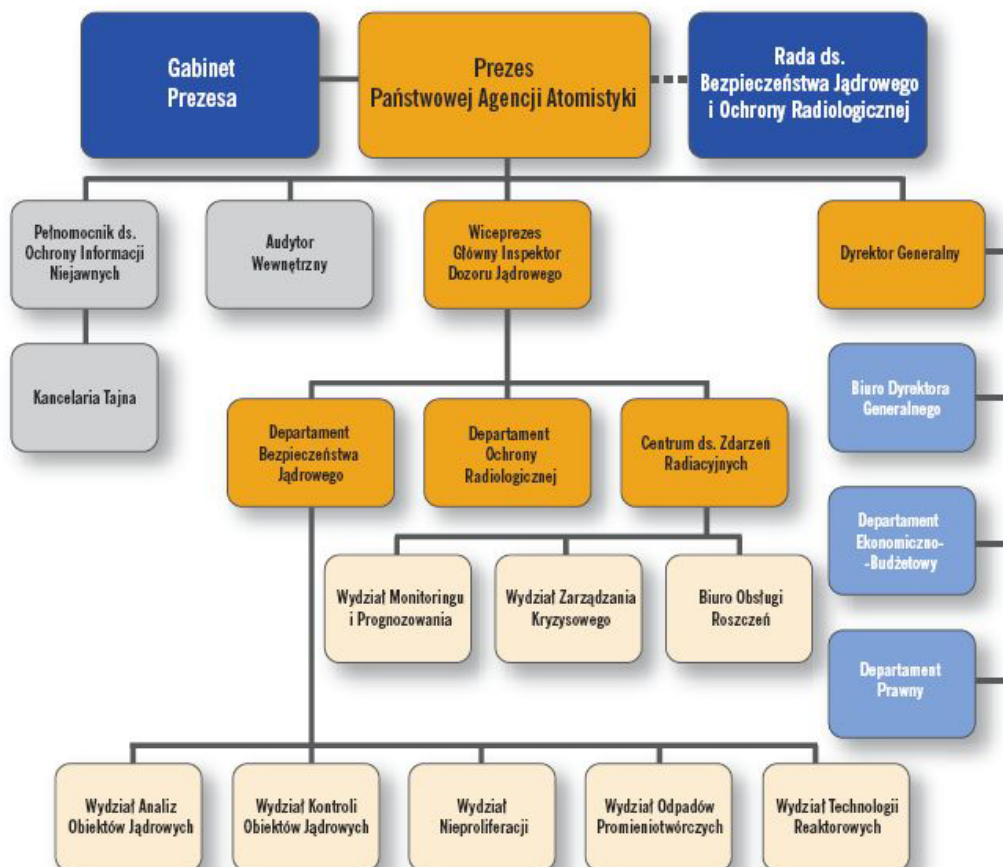 Gabinet
Prezesa
Prezes
Państwowej Agencji Atomistyki
Rada ds.
Bezpieczeństwa Jądrowego
i Ochrony Radiologicznej
Pełnomocnik ds.
Ochrony Informacji
Niejawnych
Audytor
Wewnętrzny
Wiceprezes
Główny Inspektor
Dozoru Jądrowego
Dyrektor Generalny
Kancelaria Tajna
Biuro Dyrektora
Generalnego
Departament
Bezpieczeństwa
Jądrowego
Departament
Ochrony
Radiologicznej
Centrum ds. Zdarzeń
Radiacyjnych
Departament
Ekonomiczno-
-Budżetowy
Wydział Monitoringu
i Prognozowania
Wydział Zarządzania
Kryzysowego
Biuro Obsługi
Roszczeń
Departament
Prawny
Wydział Analiz
Obiektów Jądrowych
Wydział Kontroli
Obiektów Jądrowych
Wydział
Nieproliferacji
Wydział Odpadów
Promieniotwórczych
Wydział Technologii
Reaktorowych